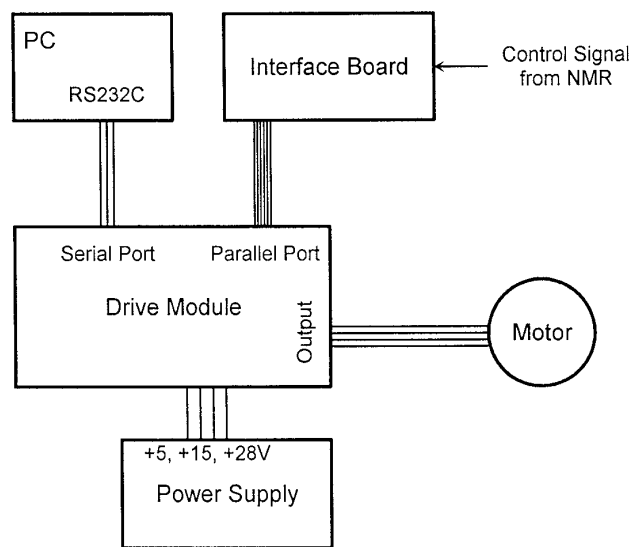 PC
RS232C
Interface Board
Control Signal
from NMR
Serial Port
Parallel Port
Drive Module
Output
Motor
+5, +15, +28V
Power Supply